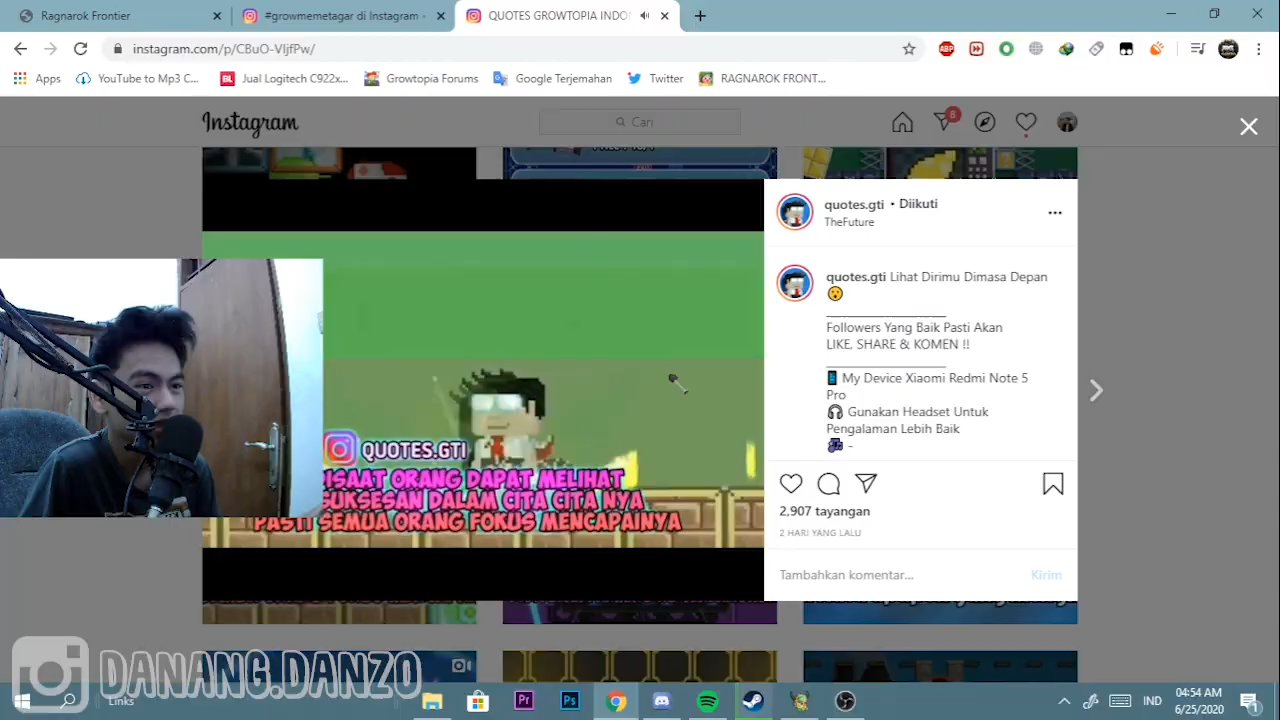 Ragnarok Frontier
#growmemetagar di Instagram -
QUOTES GROWTOPIA INDO
instagram.com/p/CBuO-VIjfPw/
Apps
YouTube to Mp3 C...
Jual Logitech C922x...
Growtopia Forums
Google Terjemahan
Twitter
RAGNAROK FRONT...
Instagram
Cari
8
quotes.gti • Diikuti
TheFuture
quotes.gti Lihat Dirimu Dimasa Depan
Followers Yang Baik Pasti Akan
LIKE, SHARE & KOMEN !!
My Device Xiaomi Redmi Note 5
Pro
Gunakan Headset Untuk
Pengalaman Lebih Baik
-
QUOTES.GTI
ISAAT ORANG DAPAT MELIHAT
SUKSESAN DALAM CITA CITA NYA
PASTI SEMUA ORANG FOKUS MENCAPAINYA
2,907 tayangan
2 HARI YANG LALU
Tambahkan komentar...
Kirim
DANANG.DANZO
Links
IND
04:54 AM
6/25/2020